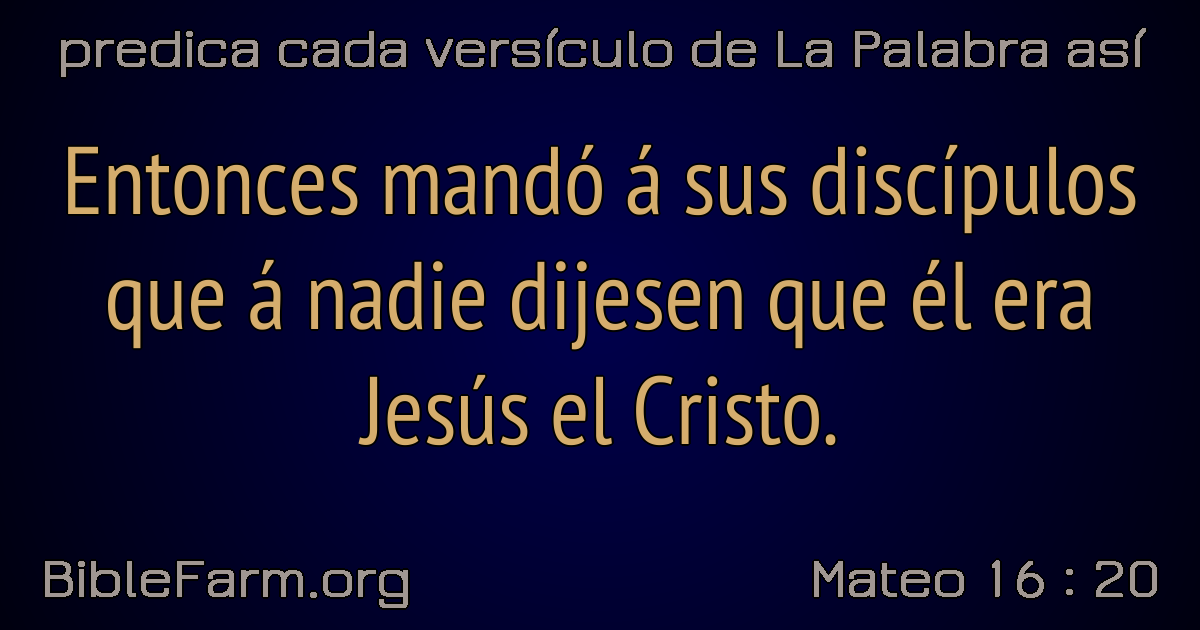 predica cada versículo de La Palabra así
Entonces mandó á sus discípulos
que á nadie dijesen que él era
Jesús el Cristo.
BibleFarm.org
Mateo 16 : 20